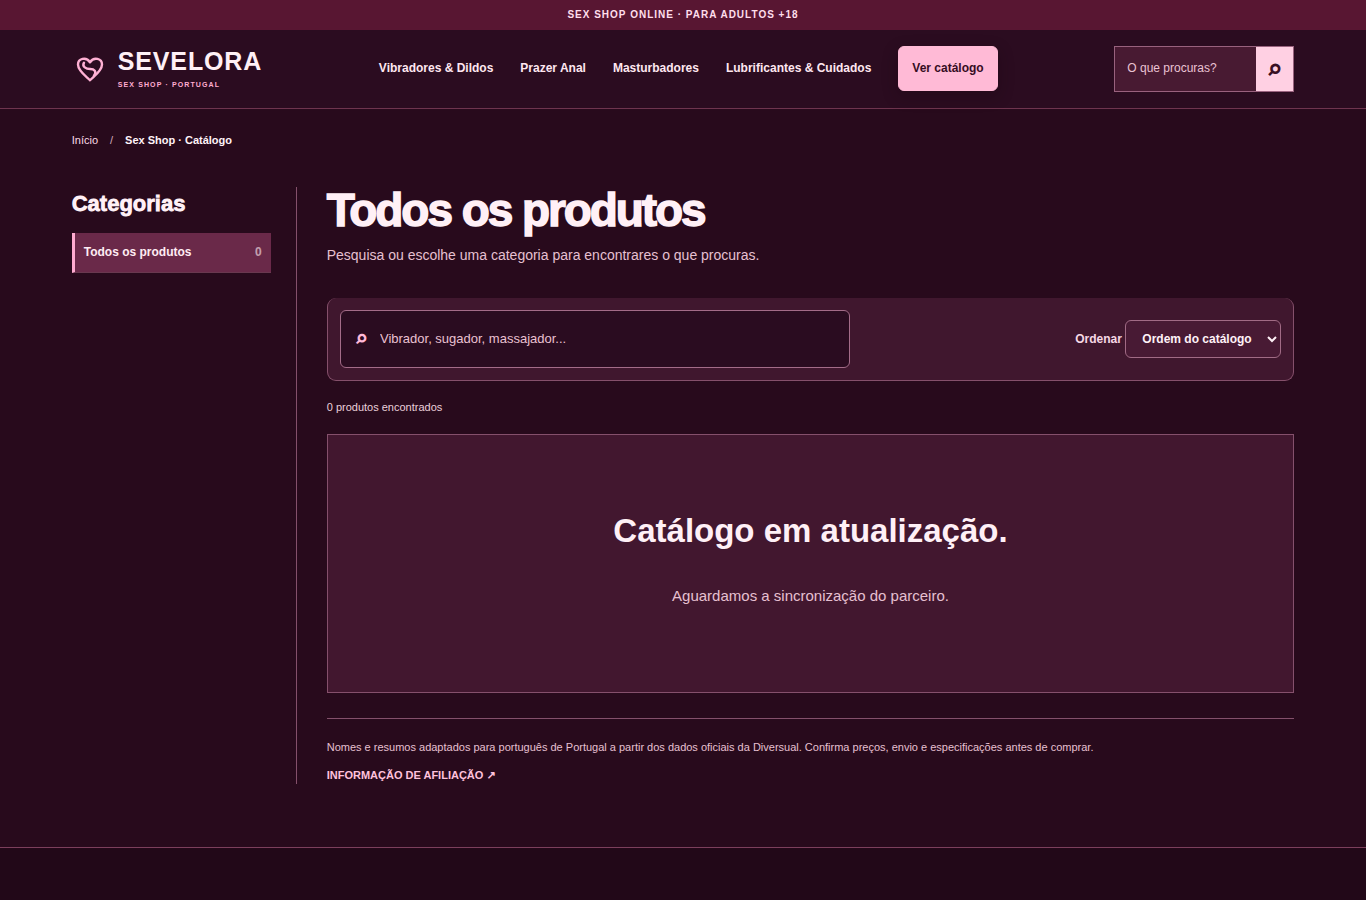 SEX SHOP ONLINE · PARA ADULTOS +18
SEVELORA
SEX SHOP · PORTUGAL
Vibradores & Dildos
Prazer Anal
Masturbadores
Lubrificantes & Cuidados
Ver catálogo
O que procuras?
Início / Sex Shop · Catálogo
Categorias
Todos os produtos 0
Todos os produtos
Pesquisa ou escolhe uma categoria para encontrares o que procuras.
Vibrador, sugador, massajador...
Ordenar Ordem do catálogo
0 produtos encontrados
Catálogo em atualização.
Aguardamos a sincronização do parceiro.
Nomes e resumos adaptados para português de Portugal a partir dos dados oficiais da Diversual. Confirma preços, envio e especificações antes de comprar.
INFORMAÇÃO DE AFILIAÇÃO ↗